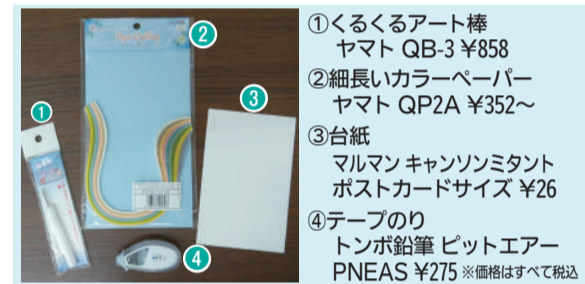 ①くるくるアート棒
ヤマト QB-3 ¥858
②細長いカラーペーパー
ヤマト QP2A ¥352〜
③台紙
マルマン キャンソンミタント
ポストカードサイズ ¥26
④テープのり
トンボ鉛筆 ピットエアー
PNEAS ¥275 ※価格はすべて税込
①
②
③
④